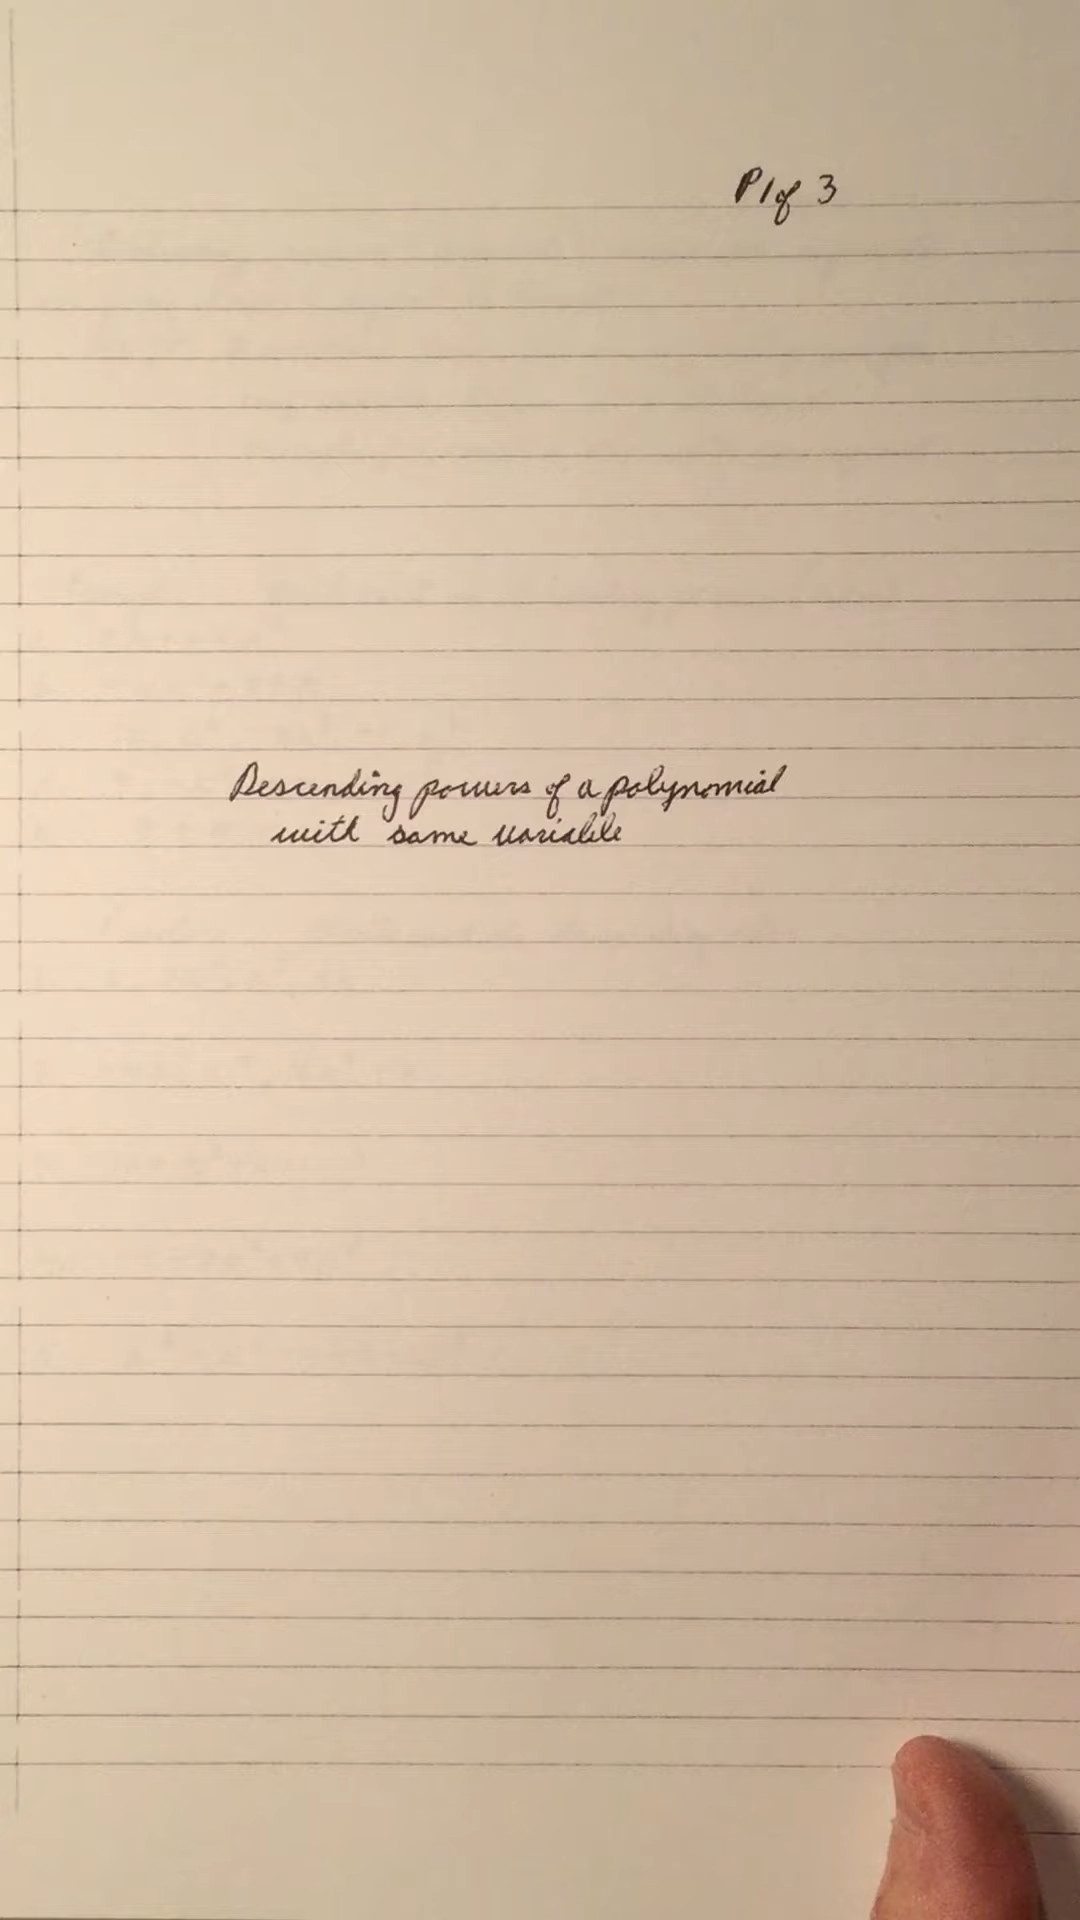 P1 of 3
Descending powers of a polynomial
with same variable